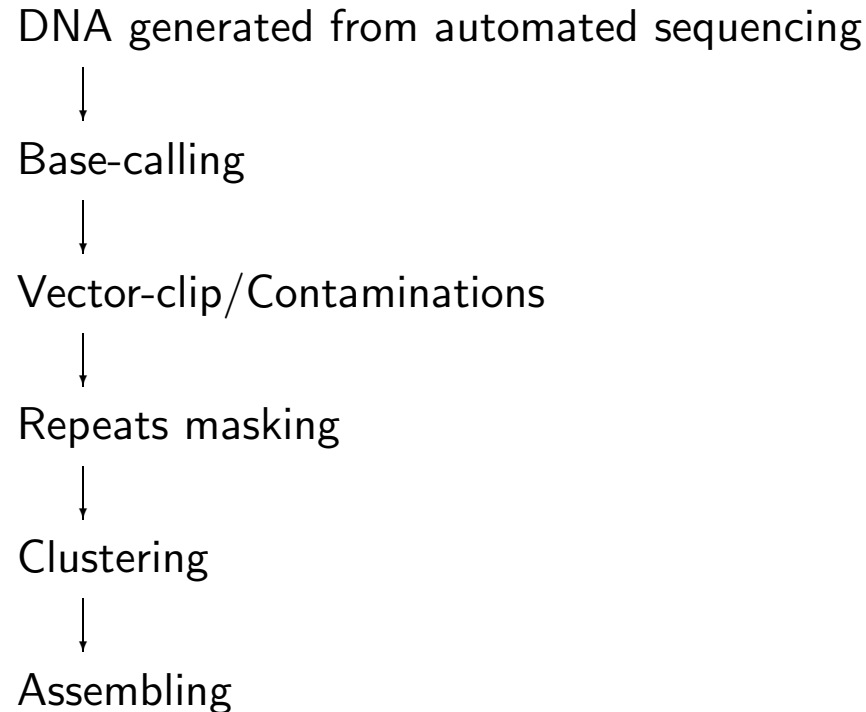 DNA generated from automated sequencing
Base-calling
Vector-clip/Contaminations
Repeats masking
Clustering
Assembling